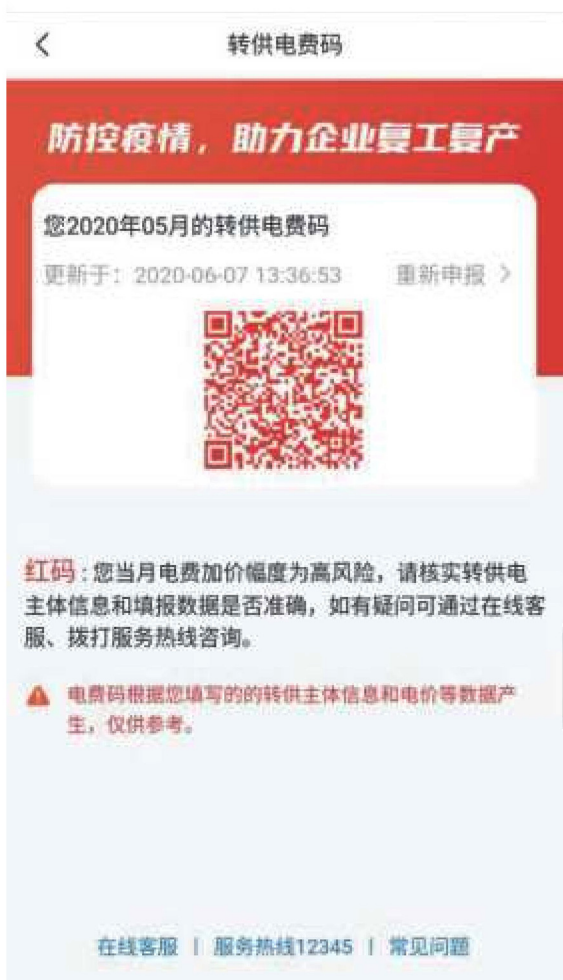 转供电费码
防控疫情，助力企业复工复产
您2020年05月的转供电费码
更新于：2020-06-07 13:36:53 重新申报
红码：您当月电费加价幅度为高风险，请核实转供电
主体信息和填报数据是否准确，如有疑问可通过在线客
服、拨打服务热线咨询。
电费码根据您填写的的转供主体信息和电价等数据产
生，仅供参考。
在线客服 | 服务热线12345 | 常见问题